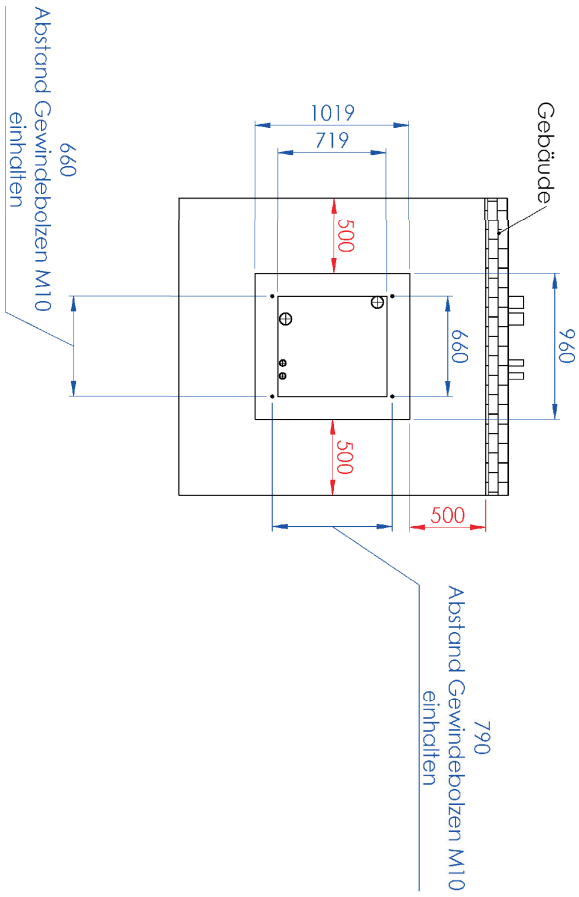 Gebäude
960
1019
719
500
660
500
500
660
Abstand Gewindebolzen M10
einhalten
790
Abstand Gewindebolzen M10
einhalten